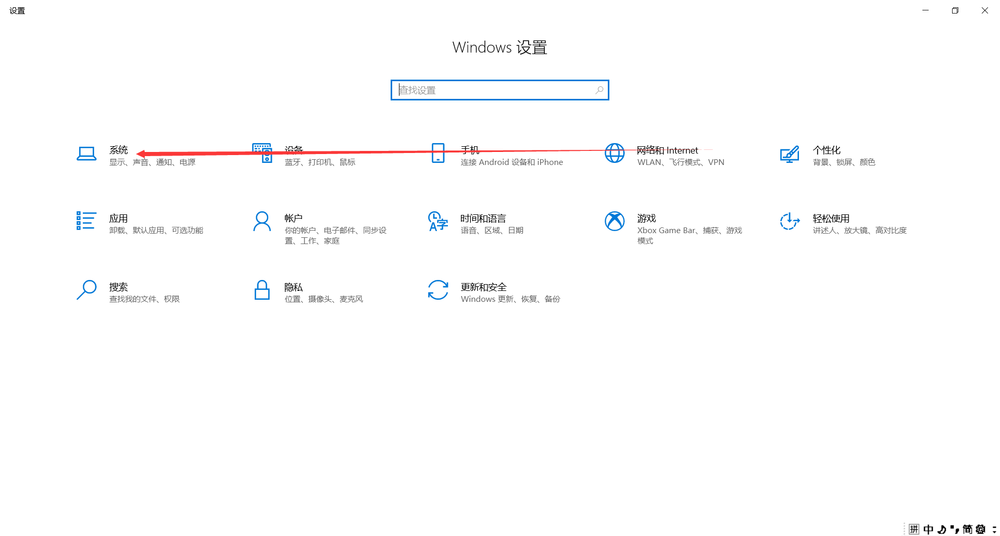 设置
Windows 设置
查找设置
系统
显示、声音、通知、电源
设备
蓝牙、打印机、鼠标
手机
连接 Android 设备和 iPhone
网络和 Internet
WLAN、飞行模式、VPN
个性化
背景、锁屏、颜色
应用
卸载、默认应用、可选功能
帐户
你的帐户、电子邮件、同步设
置、工作、家庭
时间和语言
语音、区域、日期
游戏
Xbox Game Bar、捕获、游戏
模式
轻松使用
讲述人、放大镜、高对比度
搜索
查找我的文件、权限
隐私
位置、摄像头、麦克风
更新和安全
Windows 更新、恢复、备份
拼 中 简